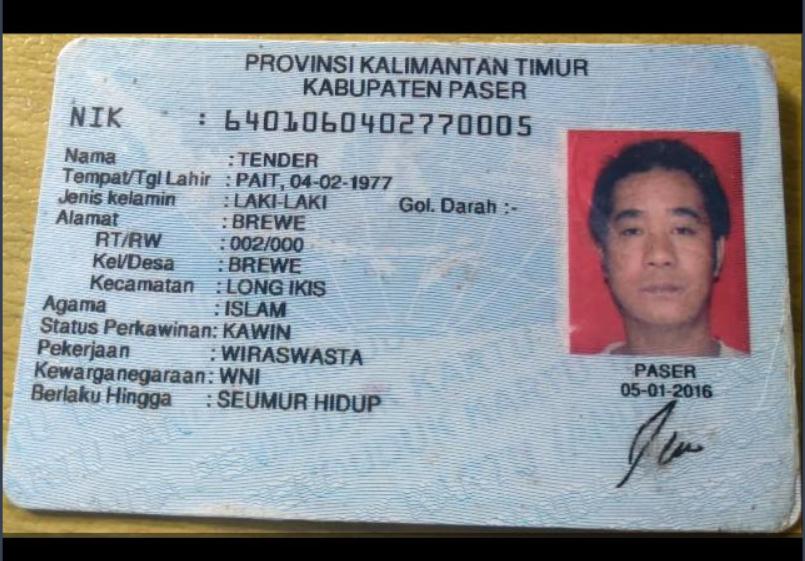 PROVINSI KALIMANTAN TIMUR
KABUPATEN PASER
NIK : 6401060402770005
Nama : TENDER
Tempat/Tgl Lahir : PAIT, 04-02-1977
Jenis kelamin : LAKI-LAKI Gol. Darah :-
Alamat : BREWE
RT/RW : 002/000
Kel/Desa : BREWE
Kecamatan : LONG IKIS
Agama : ISLAM
Status Perkawinan: KAWIN
Pekerjaan : WIRASWASTA
Kewarganegaraan: WNI
Berlaku Hingga : SEUMUR HIDUP
PASER
05-01-2016